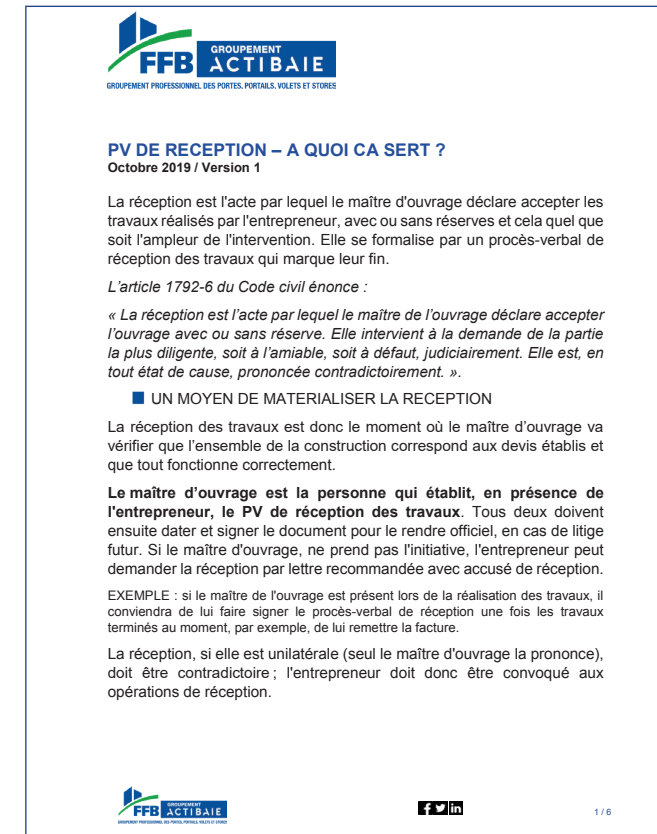 FFB
GROUPEMENT
ACTIBAIE
GROUPEMENT PROFESSIONNEL DES PORTES, PORTAILS, VOLETS ET STORES
PV DE RECEPTION – A QUOI CA SERT ?
Octobre 2019 / Version 1
La réception est l'acte par lequel le maître d'ouvrage déclare accepter les
travaux réalisés par l'entrepreneur, avec ou sans réserves et cela quel que
soit l'ampleur de l'intervention. Elle se formalise par un procès-verbal de
réception des travaux qui marque leur fin.
L'article 1792-6 du Code civil énonce :
« La réception est l'acte par lequel le maître de l'ouvrage déclare accepter
l'ouvrage avec ou sans réserve. Elle intervient à la demande de la partie
la plus diligente, soit à l'amiable, soit à défaut, judiciairement. Elle est, en
tout état de cause, prononcée contradictoirement. ».
UN MOYEN DE MATERIALISER LA RECEPTION
La réception des travaux est donc le moment où le maître d'ouvrage va
vérifier que l'ensemble de la construction correspond aux devis établis et
que tout fonctionne correctement.
Le maître d'ouvrage est la personne qui établit, en présence de
l'entrepreneur, le PV de réception des travaux. Tous deux doivent
ensuite dater et signer le document pour le rendre officiel, en cas de litige
futur. Si le maître d'ouvrage, ne prend pas l'initiative, l'entrepreneur peut
demander la réception par lettre recommandée avec accusé de réception.
EXEMPLE : si le maître de l'ouvrage est présent lors de la réalisation des travaux, il
conviendra de lui faire signer le procès-verbal de réception une fois les travaux
terminés au moment, par exemple, de lui remettre la facture.
La réception, si elle est unilatérale (seul le maître d'ouvrage la prononce),
doit être contradictoire ; l'entrepreneur doit donc être convoqué aux
opérations de réception.
FFB
GROUPEMENT
ACTIBAIE
GROUPEMENT PROFESSIONNEL DES PORTES, PORTAILS, VOLETS ET STORES
1 / 6